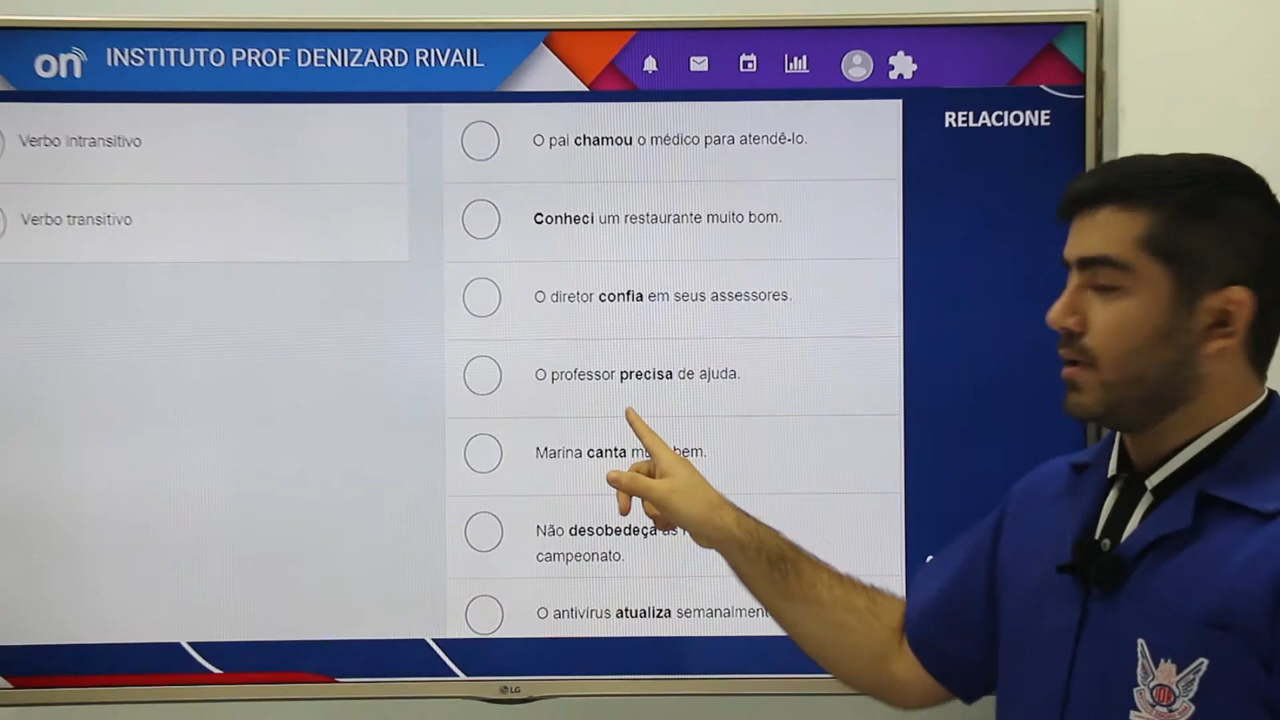 on INSTITUTO PROF DENIZARD RIVAIL
RELACIONE
Verbo intransitivo
Verbo transitivo
O pai chamou o médico para atendê-lo.
Conheci um restaurante muito bom.
O diretor confia em seus assessores.
O professor precisa de ajuda.
Marina canta bem.
Não desobedeça
campeonato.
O antivírus atualiza
LG